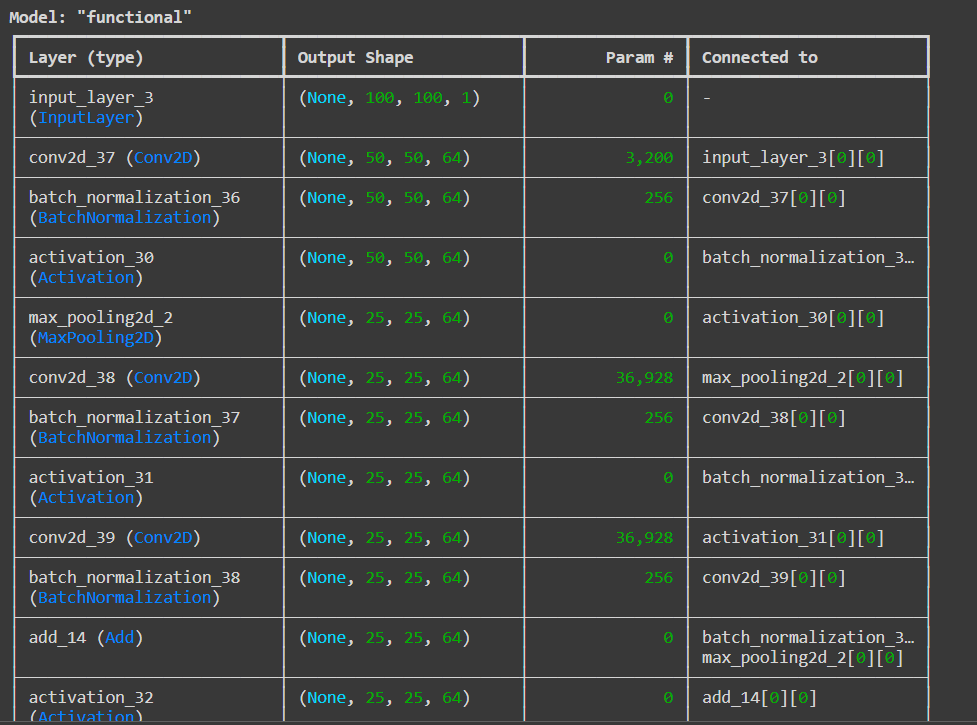 Model: "functional"
Layer (type) Output Shape Param # Connected to
input_layer_3 (None, 100, 100, 1) 0 -
(InputLayer)
conv2d_37 (Conv2D) (None, 50, 50, 64) 3,200 input_layer_3[0][0]
batch_normalization_36 (None, 50, 50, 64) 256 conv2d_37[0][0]
(BatchNormalization)
activation_30 (None, 50, 50, 64) 0 batch_normalization_3…
(Activation)
max_pooling2d_2 (None, 25, 25, 64) 0 activation_30[0][0]
(MaxPooling2D)
conv2d_38 (Conv2D) (None, 25, 25, 64) 36,928 max_pooling2d_2[0][0]
batch_normalization_37 (None, 25, 25, 64) 256 conv2d_38[0][0]
(BatchNormalization)
activation_31 (None, 25, 25, 64) 0 batch_normalization_3…
(Activation)
conv2d_39 (Conv2D) (None, 25, 25, 64) 36,928 activation_31[0][0]
batch_normalization_38 (None, 25, 25, 64) 256 conv2d_39[0][0]
(BatchNormalization)
add_14 (Add) (None, 25, 25, 64) 0 batch_normalization_3…
max_pooling2d_2[0][0]
activation_32 (None, 25, 25, 64) 0 add_14[0][0]
(Activation)